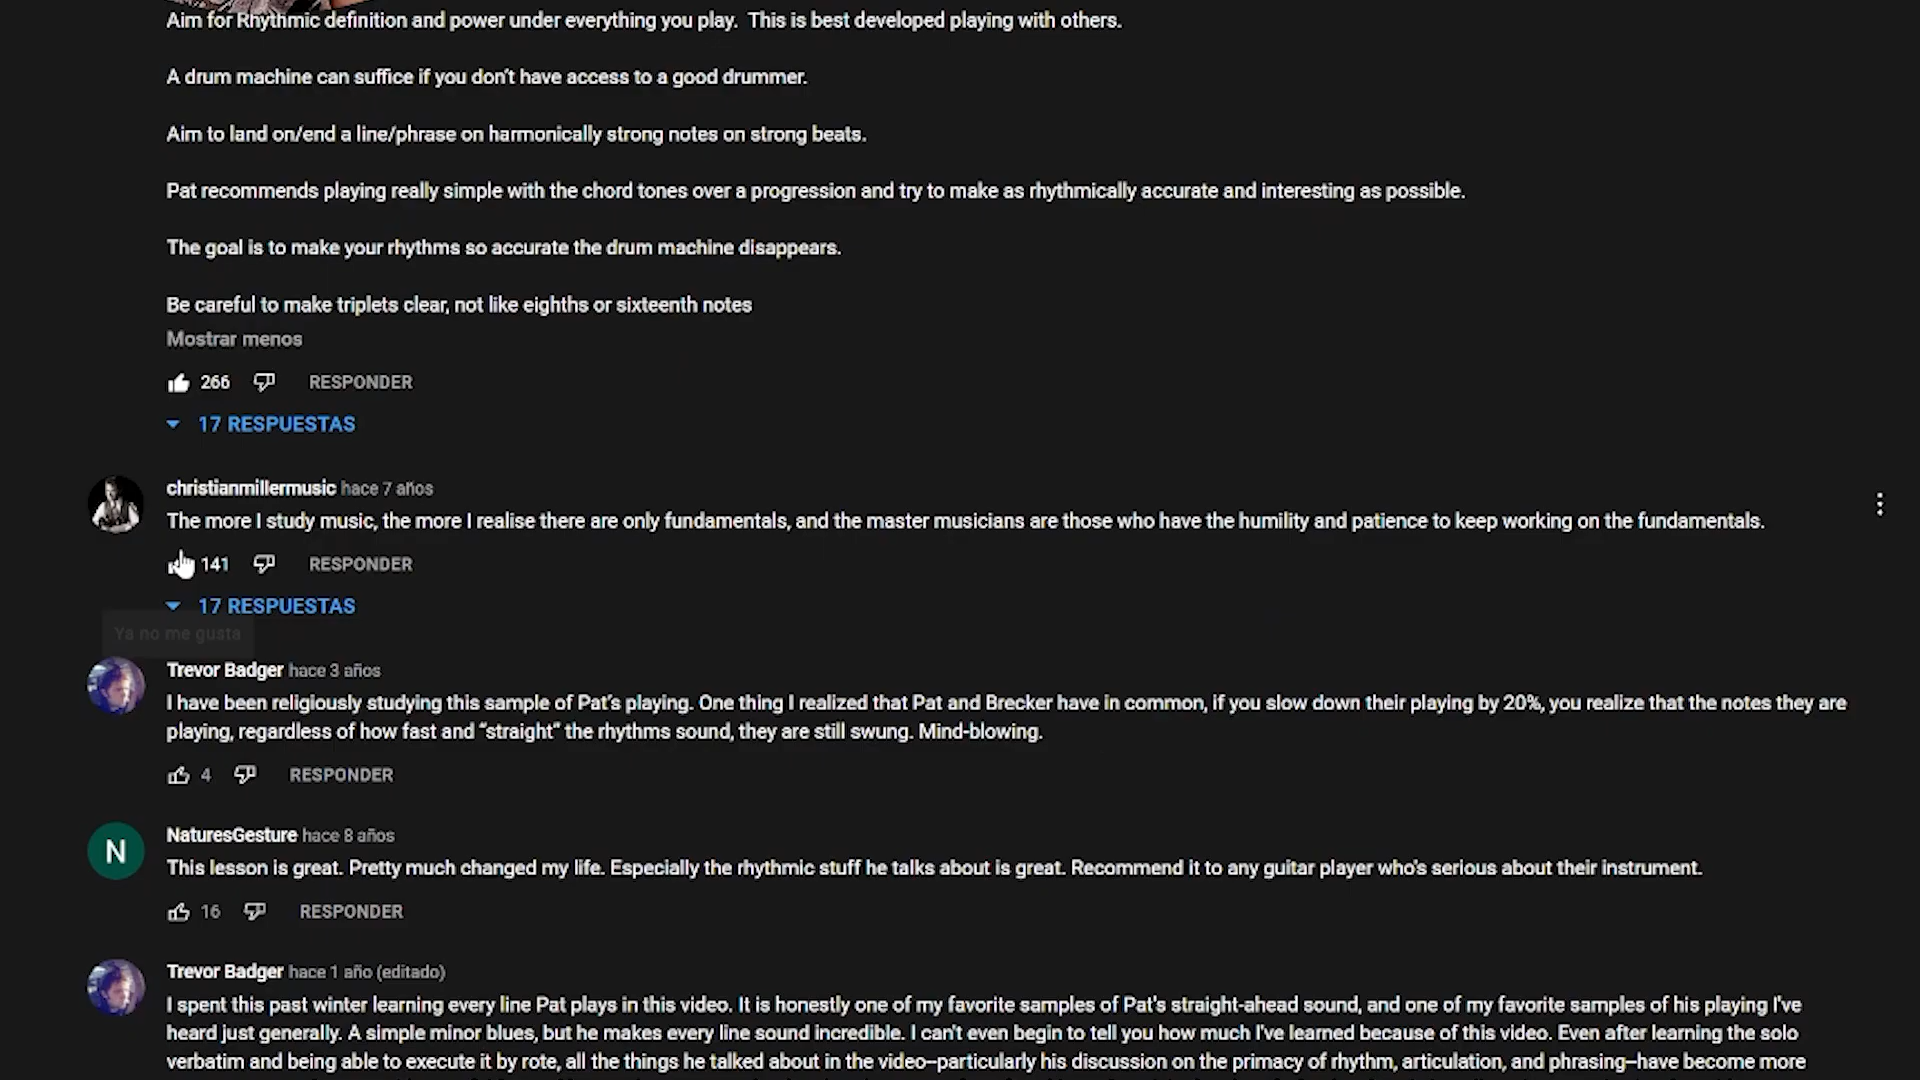 Aim for Rhythmic definition and power under everything you play.  This is best developed playing with others.
A drum machine can suffice if you don't have access to a good drummer.
Aim to land on/end a line/phrase on harmonically strong notes on strong beats.
Pat recommends playing really simple with the chord tones over a progression and try to make as rhythmically accurate and interesting as possible.
The goal is to make your rhythms so accurate the drum machine disappears.
Be careful to make triplets clear, not like eighths or sixteenth notes
Mostrar menos
266 RESPONDER
17 RESPUESTAS
christianmillermusic hace 7 años
The more I study music, the more I realise there are only fundamentals, and the master musicians are those who have the humility and patience to keep working on the fundamentals.
141 RESPONDER
17 RESPUESTAS
Ya no me gusta
Trevor Badger hace 3 años
I have been religiously studying this sample of Pat's playing. One thing I realized that Pat and Brecker have in common, if you slow down their playing by 20%, you realize that the notes they are
playing, regardless of how fast and "straight" the rhythms sound, they are still swung. Mind-blowing.
4 RESPONDER
N
NaturesGesture hace 8 años
This lesson is great. Pretty much changed my life. Especially the rhythmic stuff he talks about is great. Recommend it to any guitar player who's serious about their instrument.
16 RESPONDER
Trevor Badger hace 1 año (editado)
I spent this past winter learning every line Pat plays in this video. It is honestly one of my favorite samples of Pat's straight-ahead sound, and one of my favorite samples of his playing I've
heard just generally. A simple minor blues, but he makes every line sound incredible. I can't even begin to tell you how much I've learned because of this video. Even after learning the solo
verbatim and being able to execute it by rote, all the things he talked about in the video–particularly his discussion on the primacy of rhythm, articulation, and phrasing–have become more